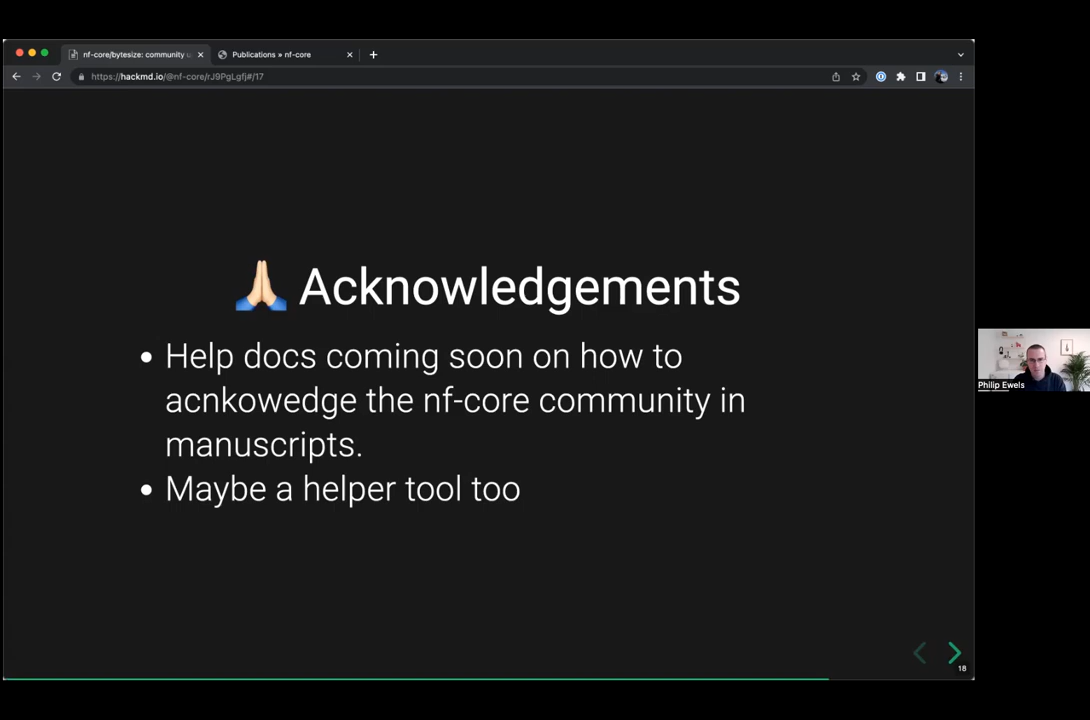 nf-core/bytesize: community u
Publications » nf-core
https://hackmd.io/@nf-core/rJ9PgLgfj#/17
🙏🏻 Acknowledgements
• Help docs coming soon on how to
acnkowedge the nf-core community in
manuscripts.
• Maybe a helper tool too
Philip Ewels
18